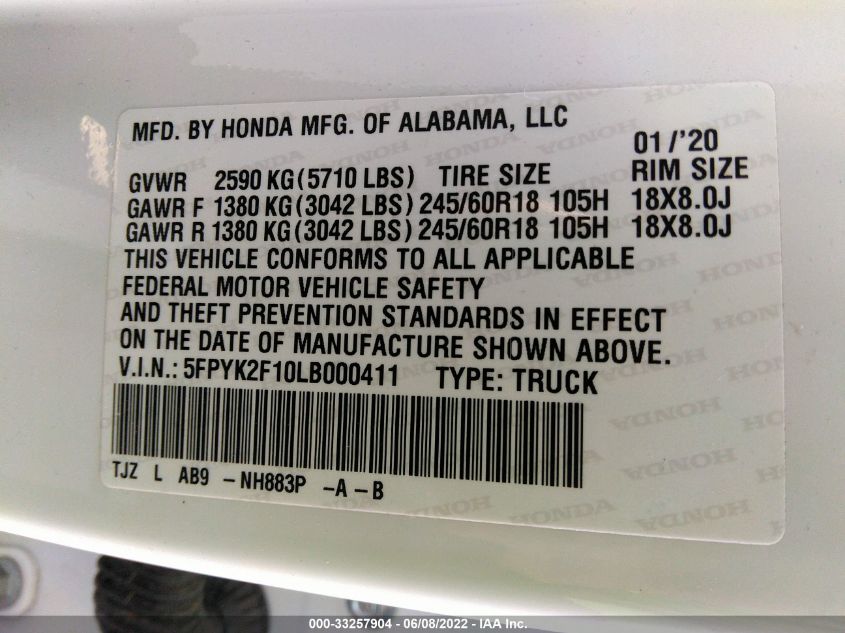 MFD. BY HONDA MFG. OF ALABAMA, LLC
01/'20
GVWR 2590 KG (5710 LBS) TIRE SIZE RIM SIZE
GAWR F 1380 KG (3042 LBS) 245/60R18 105H 18X8.0J
GAWR R 1380 KG (3042 LBS) 245/60R18 105H 18X8.0J
THIS VEHICLE CONFORMS TO ALL APPLICABLE
FEDERAL MOTOR VEHICLE SAFETY
AND THEFT PREVENTION STANDARDS IN EFFECT
ON THE DATE OF MANUFACTURE SHOWN ABOVE.
V.I.N.: 5FPYK2F10LB000411 TYPE: TRUCK
TJZ L AB9 -NH883P -A -B
000-33257904 - 06/08/2022 - IAA Inc.